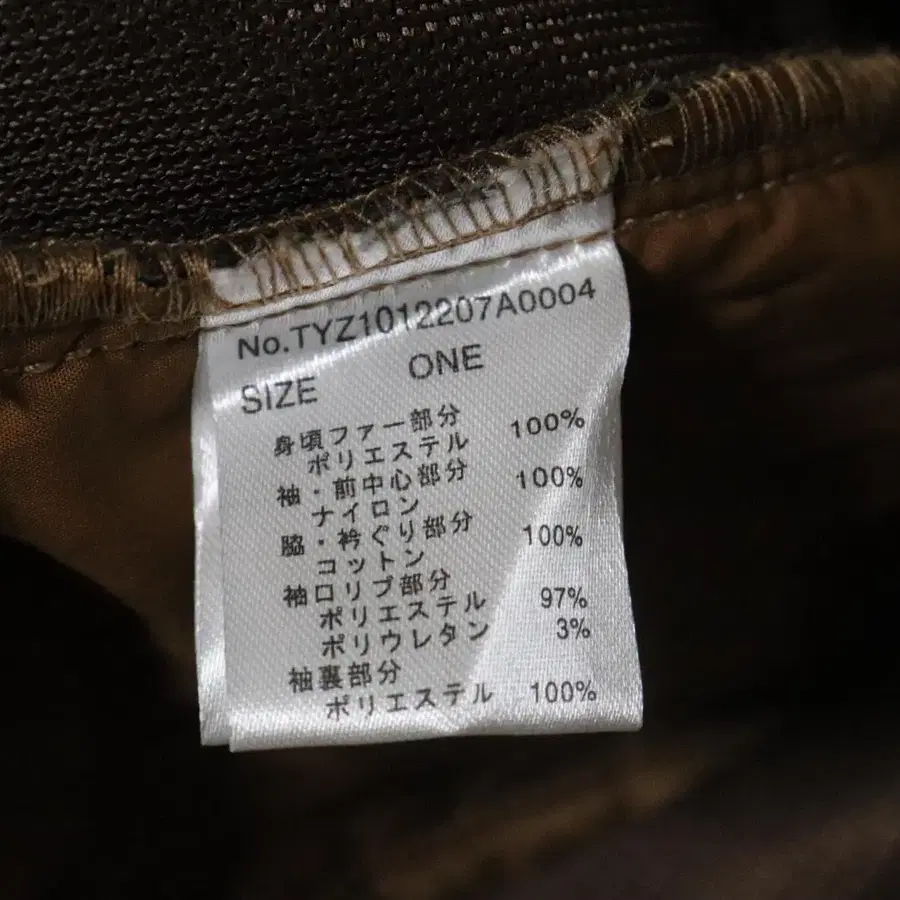 No.TYZ1012207A0004
SIZE ONE
身頃ファー部分
ポリエステル 100%
袖・前中心部分
ナイロン 100%
脇・衿ぐり部分
コットン 100%
袖口リブ部分
ポリエステル 97%
ポリウレタン 3%
袖裏部分
ポリエステル 100%